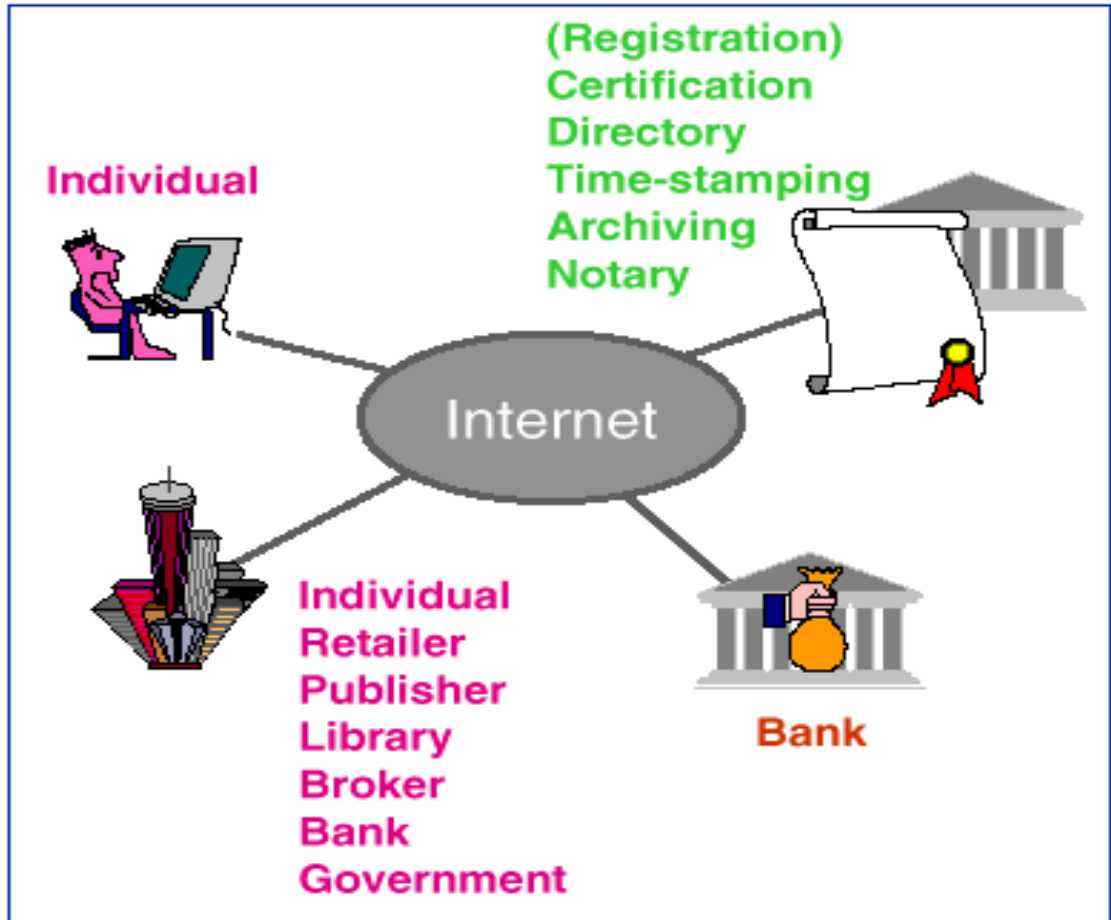 (Registration)
Certification
Directory
Time-stamping
Archiving
Notary
Individual
Internet
Individual
Retailer
Publisher
Library
Broker
Bank
Government
Bank